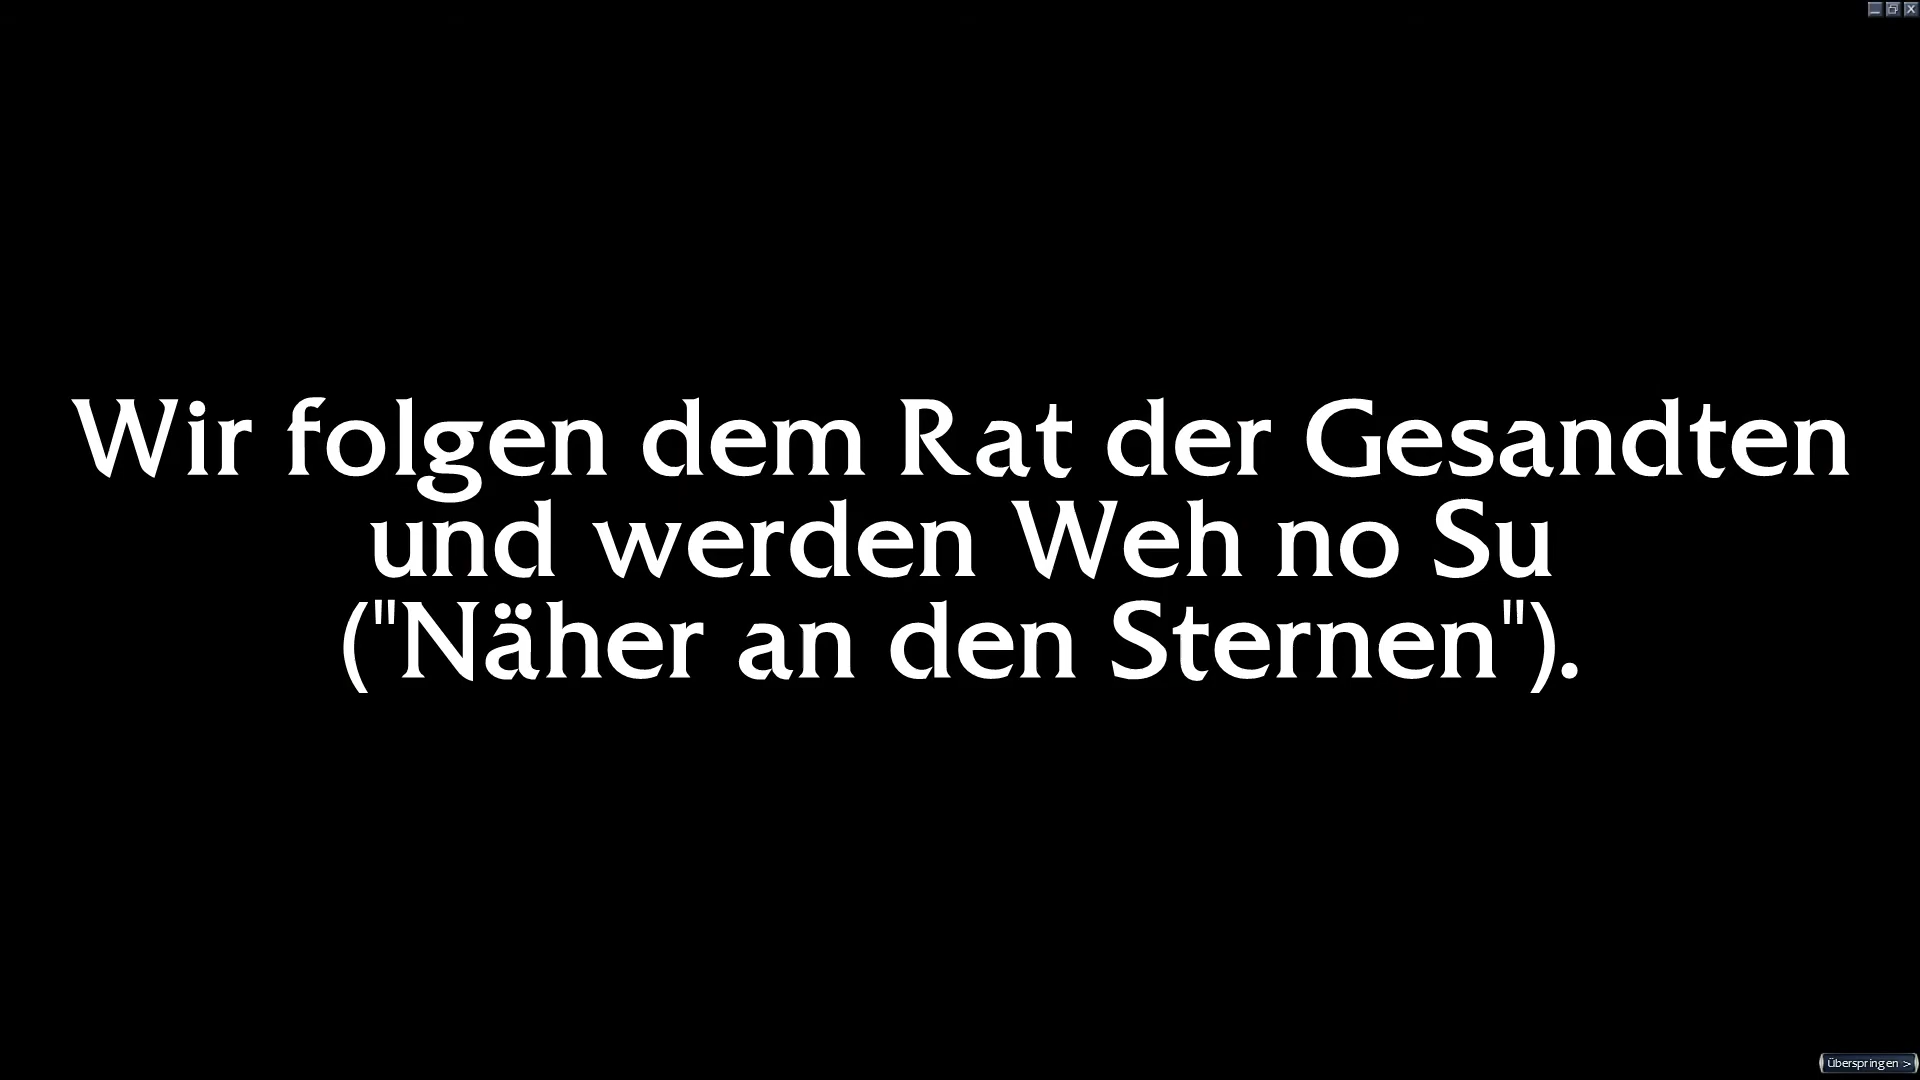 Wir folgen dem Rat der Gesandten
und werden Weh no Su
("Näher an den Sternen").
Überspringen >